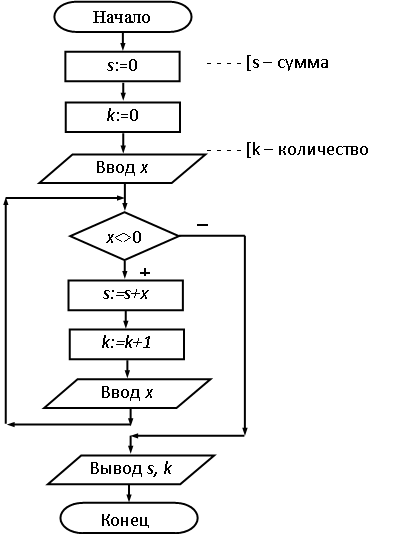 Начало
s:=0
- - - - [s – сумма
k:=0
- - - - [k – количество
Ввод x
x<>0
–
+
s:=s+x
k:=k+1
Ввод x
Вывод s, k
Конец